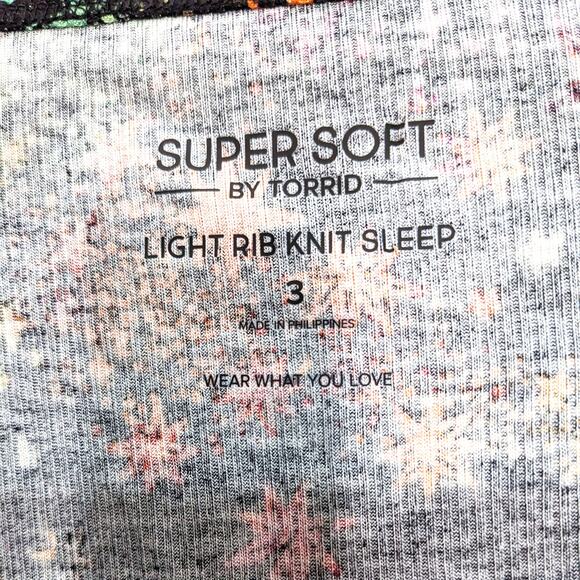 SUPER SOFT
BY TORRID
LIGHT RIB KNIT SLEEP
3
MADE IN PHILIPPINES
WEAR WHAT YOU LOVE